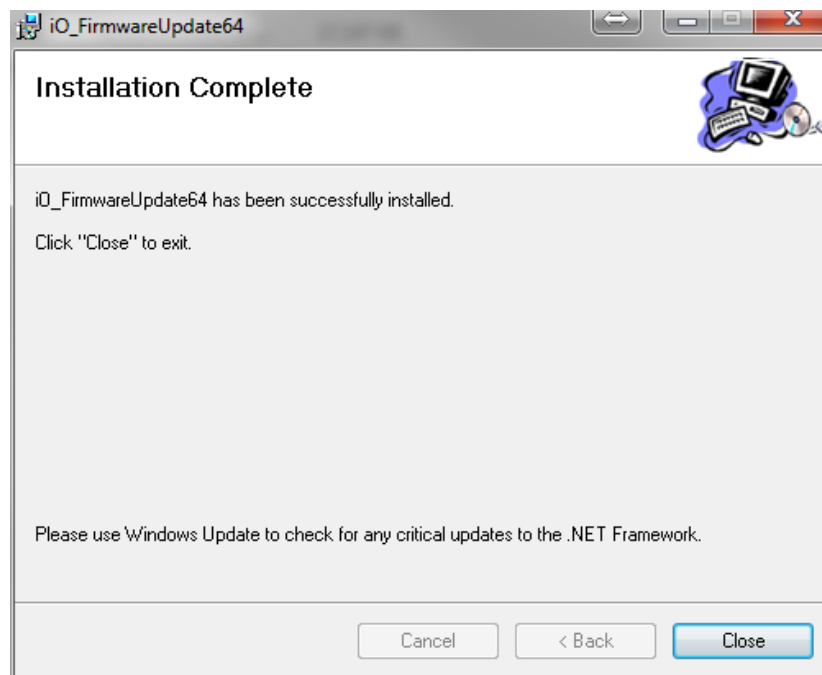 iO_FirmwareUpdate64
Installation Complete
iO_FirmwareUpdate64 has been successfully installed.
Click "Close" to exit.
Please use Windows Update to check for any critical updates to the .NET Framework.
Cancel
< Back
Close